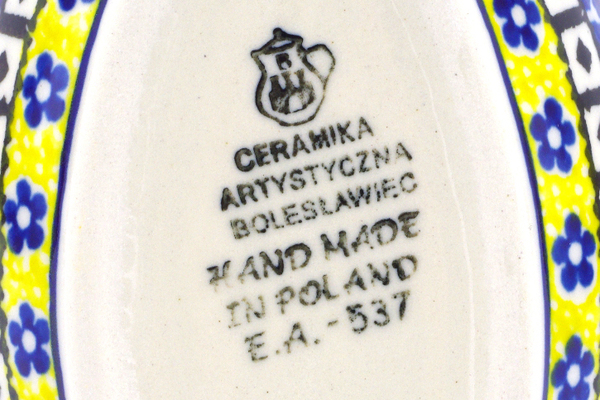 CERAMIKA
ARTYSTYCZNA
BOLESŁAWIEC
HAND MADE
IN POLAND
E.A.-537